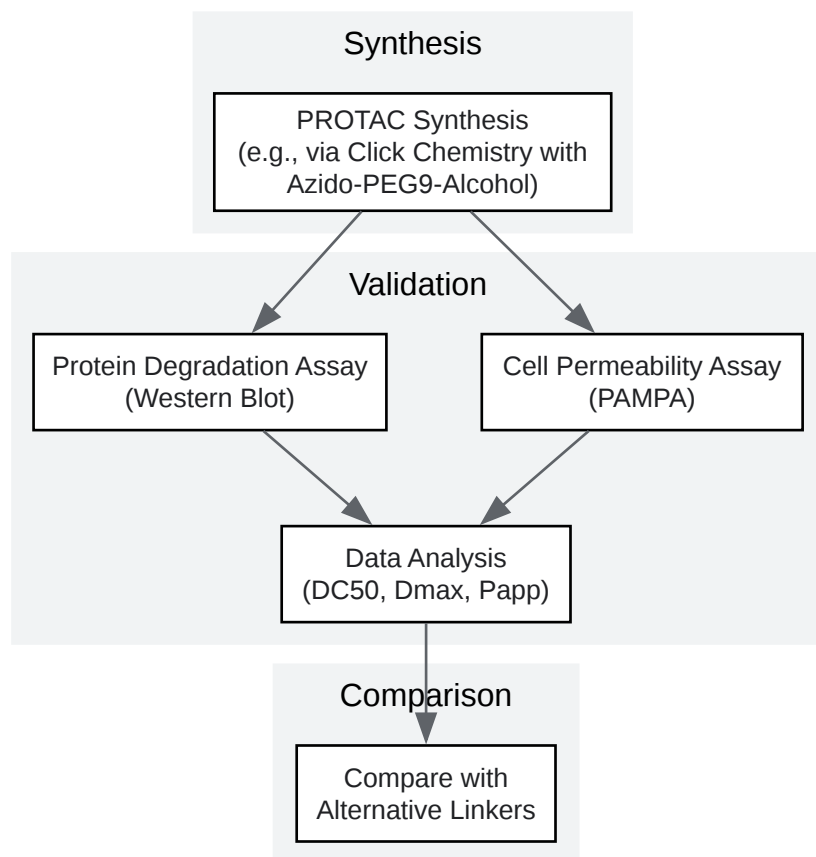 Synthesis
PROTAC Synthesis
(e.g., via Click Chemistry with
Azido-PEG9-Alcohol)
Validation
Protein Degradation Assay
(Western Blot)
Cell Permeability Assay
(PAMPA)
Data Analysis
(DC50, Dmax, Papp)
Comparison
Compare with
Alternative Linkers